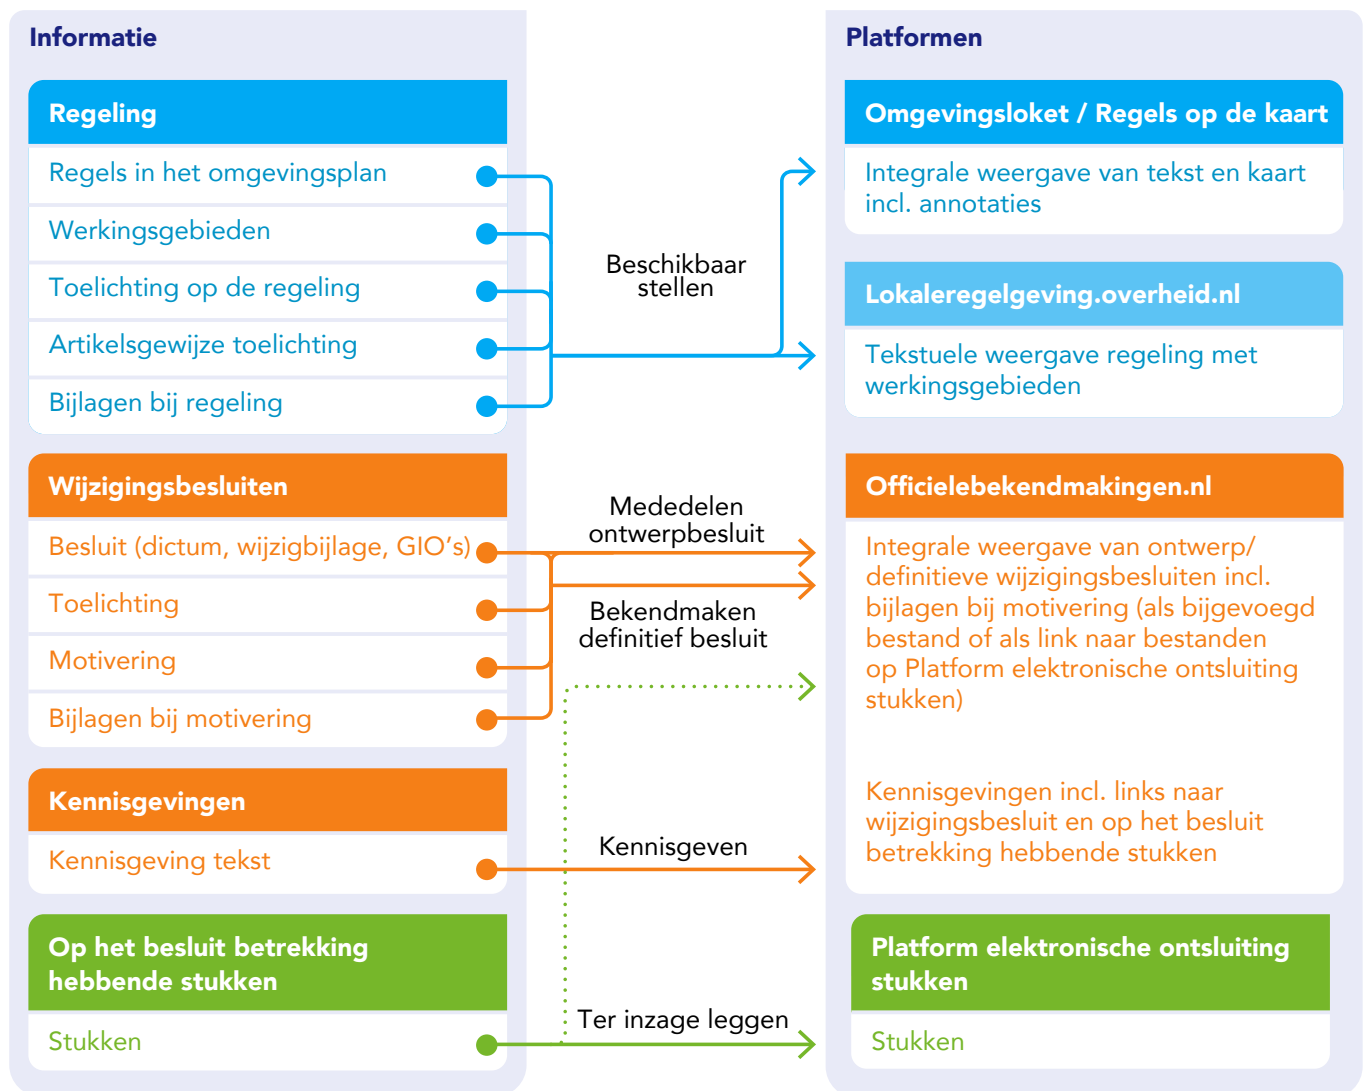 Informatie
Regeling
Regels in het omgevingsplan
Werkingsgebieden
Toelichting op de regeling
Artikelsgewijze toelichting
Bijlagen bij regeling
Wijzigingsbesluiten
Besluit (dictum, wijzigbijlage, GIO's)
Toelichting
Motivering
Bijlagen bij motivering
Kennisgevingen
Kennisgeving tekst
Op het besluit betrekking
hebbende stukken
Stukken
Beschikbaar
stellen
Mededelen
ontwerpbesluit
Bekendmaken
definitief besluit
Kennisgeven
Ter inzage leggen
Platformen
Omgevingsloket / Regels op de kaart
Integrale weergave van tekst en kaart
incl. annotaties
Lokaleregelgeving.overheid.nl
Tekstuele weergave regeling met
werkingsgebieden
Officielebekendmakingen.nl
Integrale weergave van ontwerp/
definitieve wijzigingsbesluiten incl.
bijlagen bij motivering (als bijgevoegd
bestand of als link naar bestanden
op Platform elektronische ontsluiting
stukken)
Kennisgevingen incl. links naar
wijzigingsbesluit en op het besluit
betrekking hebbende stukken
Platform elektronische ontsluiting
stukken
Stukken